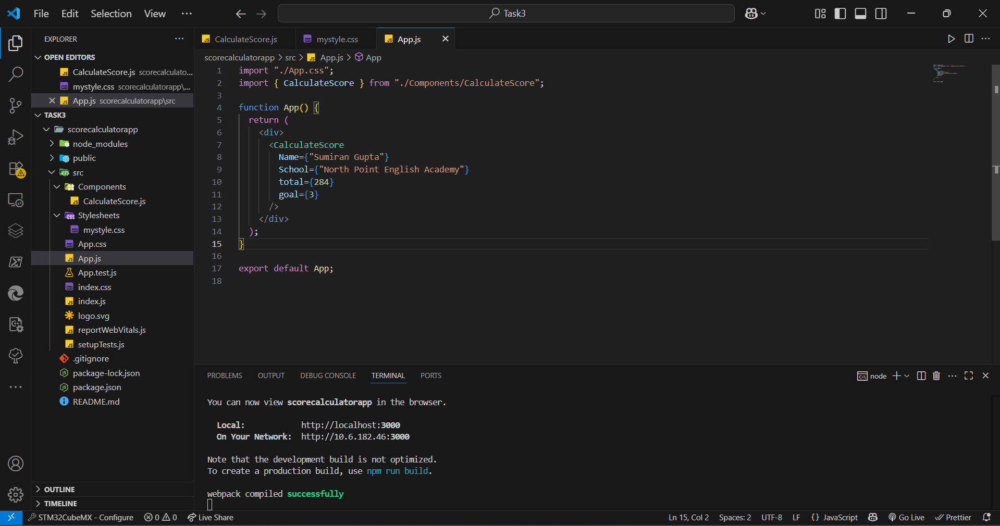 File Edit Selection View ··· Task3
EXPLORER ···
OPEN EDITORS
CalculateScore.js scorecalculato...
mystyle.css scorecalculatorapp\...
App.js scorecalculatorapp\src
TASK3
scorecalculatorapp
node_modules
public
src
Components
CalculateScore.js
Stylesheets
mystyle.css
App.css
App.js
App.test.js
index.css
index.js
logo.svg
reportWebVitals.js
setupTests.js
.gitignore
package-lock.json
package.json
README.md
OUTLINE
TIMELINE
CalculateScore.js mystyle.css App.js
scorecalculatorapp > src > App.js > App
1 import "./App.css";
2 import { CalculateScore } from "./Components/CalculateScore";
3
4 function App() {
5 return (
6 <div>
7 <CalculateScore
8 Name={"Sumiran Gupta"}
9 School={"North Point English Academy"}
10 total={284}
11 goal={3}
12 />
13 </div>
14 );
15 }
16
17 export default App;
18
PROBLEMS OUTPUT DEBUG CONSOLE TERMINAL PORTS node
You can now view scorecalculatorapp in the browser.
Local: http://localhost:3000
On Your Network: http://10.6.182.46:3000
Note that the development build is not optimized.
To create a production build, use npm run build.
webpack compiled successfully
STM32CubeMX - Configure 0 0 Live Share Ln 15, Col 2 Spaces: 2 UTF-8 LF {} JavaScript Go Live Prettier